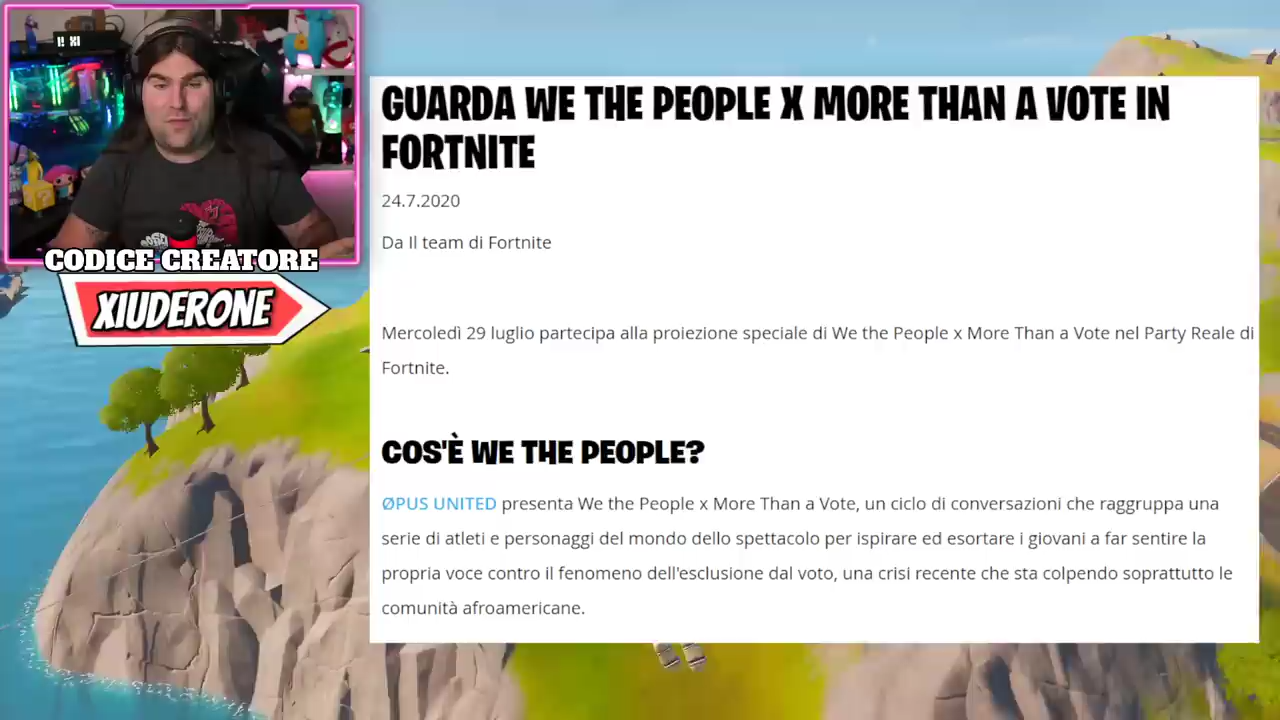 GUARDA WE THE PEOPLE X MORE THAN A VOTE IN
FORTNITE
24.7.2020
Da Il team di Fortnite
CODICE CREATORE
XIUDERONE
Mercoledì 29 luglio partecipa alla proiezione speciale di We the People x More Than a Vote nel Party Reale di
Fortnite.
COS'È WE THE PEOPLE?
ØPUS UNITED presenta We the People x More Than a Vote, un ciclo di conversazioni che raggruppa una
serie di atleti e personaggi del mondo dello spettacolo per ispirare ed esortare i giovani a far sentire la
propria voce contro il fenomeno dell'esclusione dal voto, una crisi recente che sta colpendo soprattutto le
comunità afroamericane.